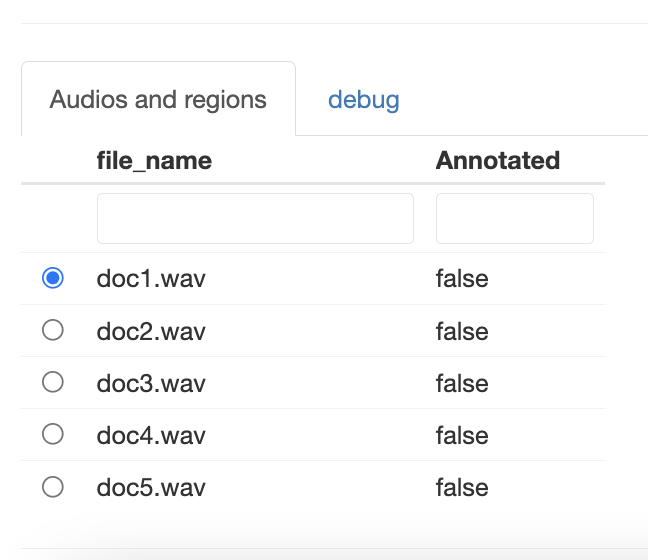 Audios and regions debug
file_name Annotated
doc1.wav false
doc2.wav false
doc3.wav false
doc4.wav false
doc5.wav false